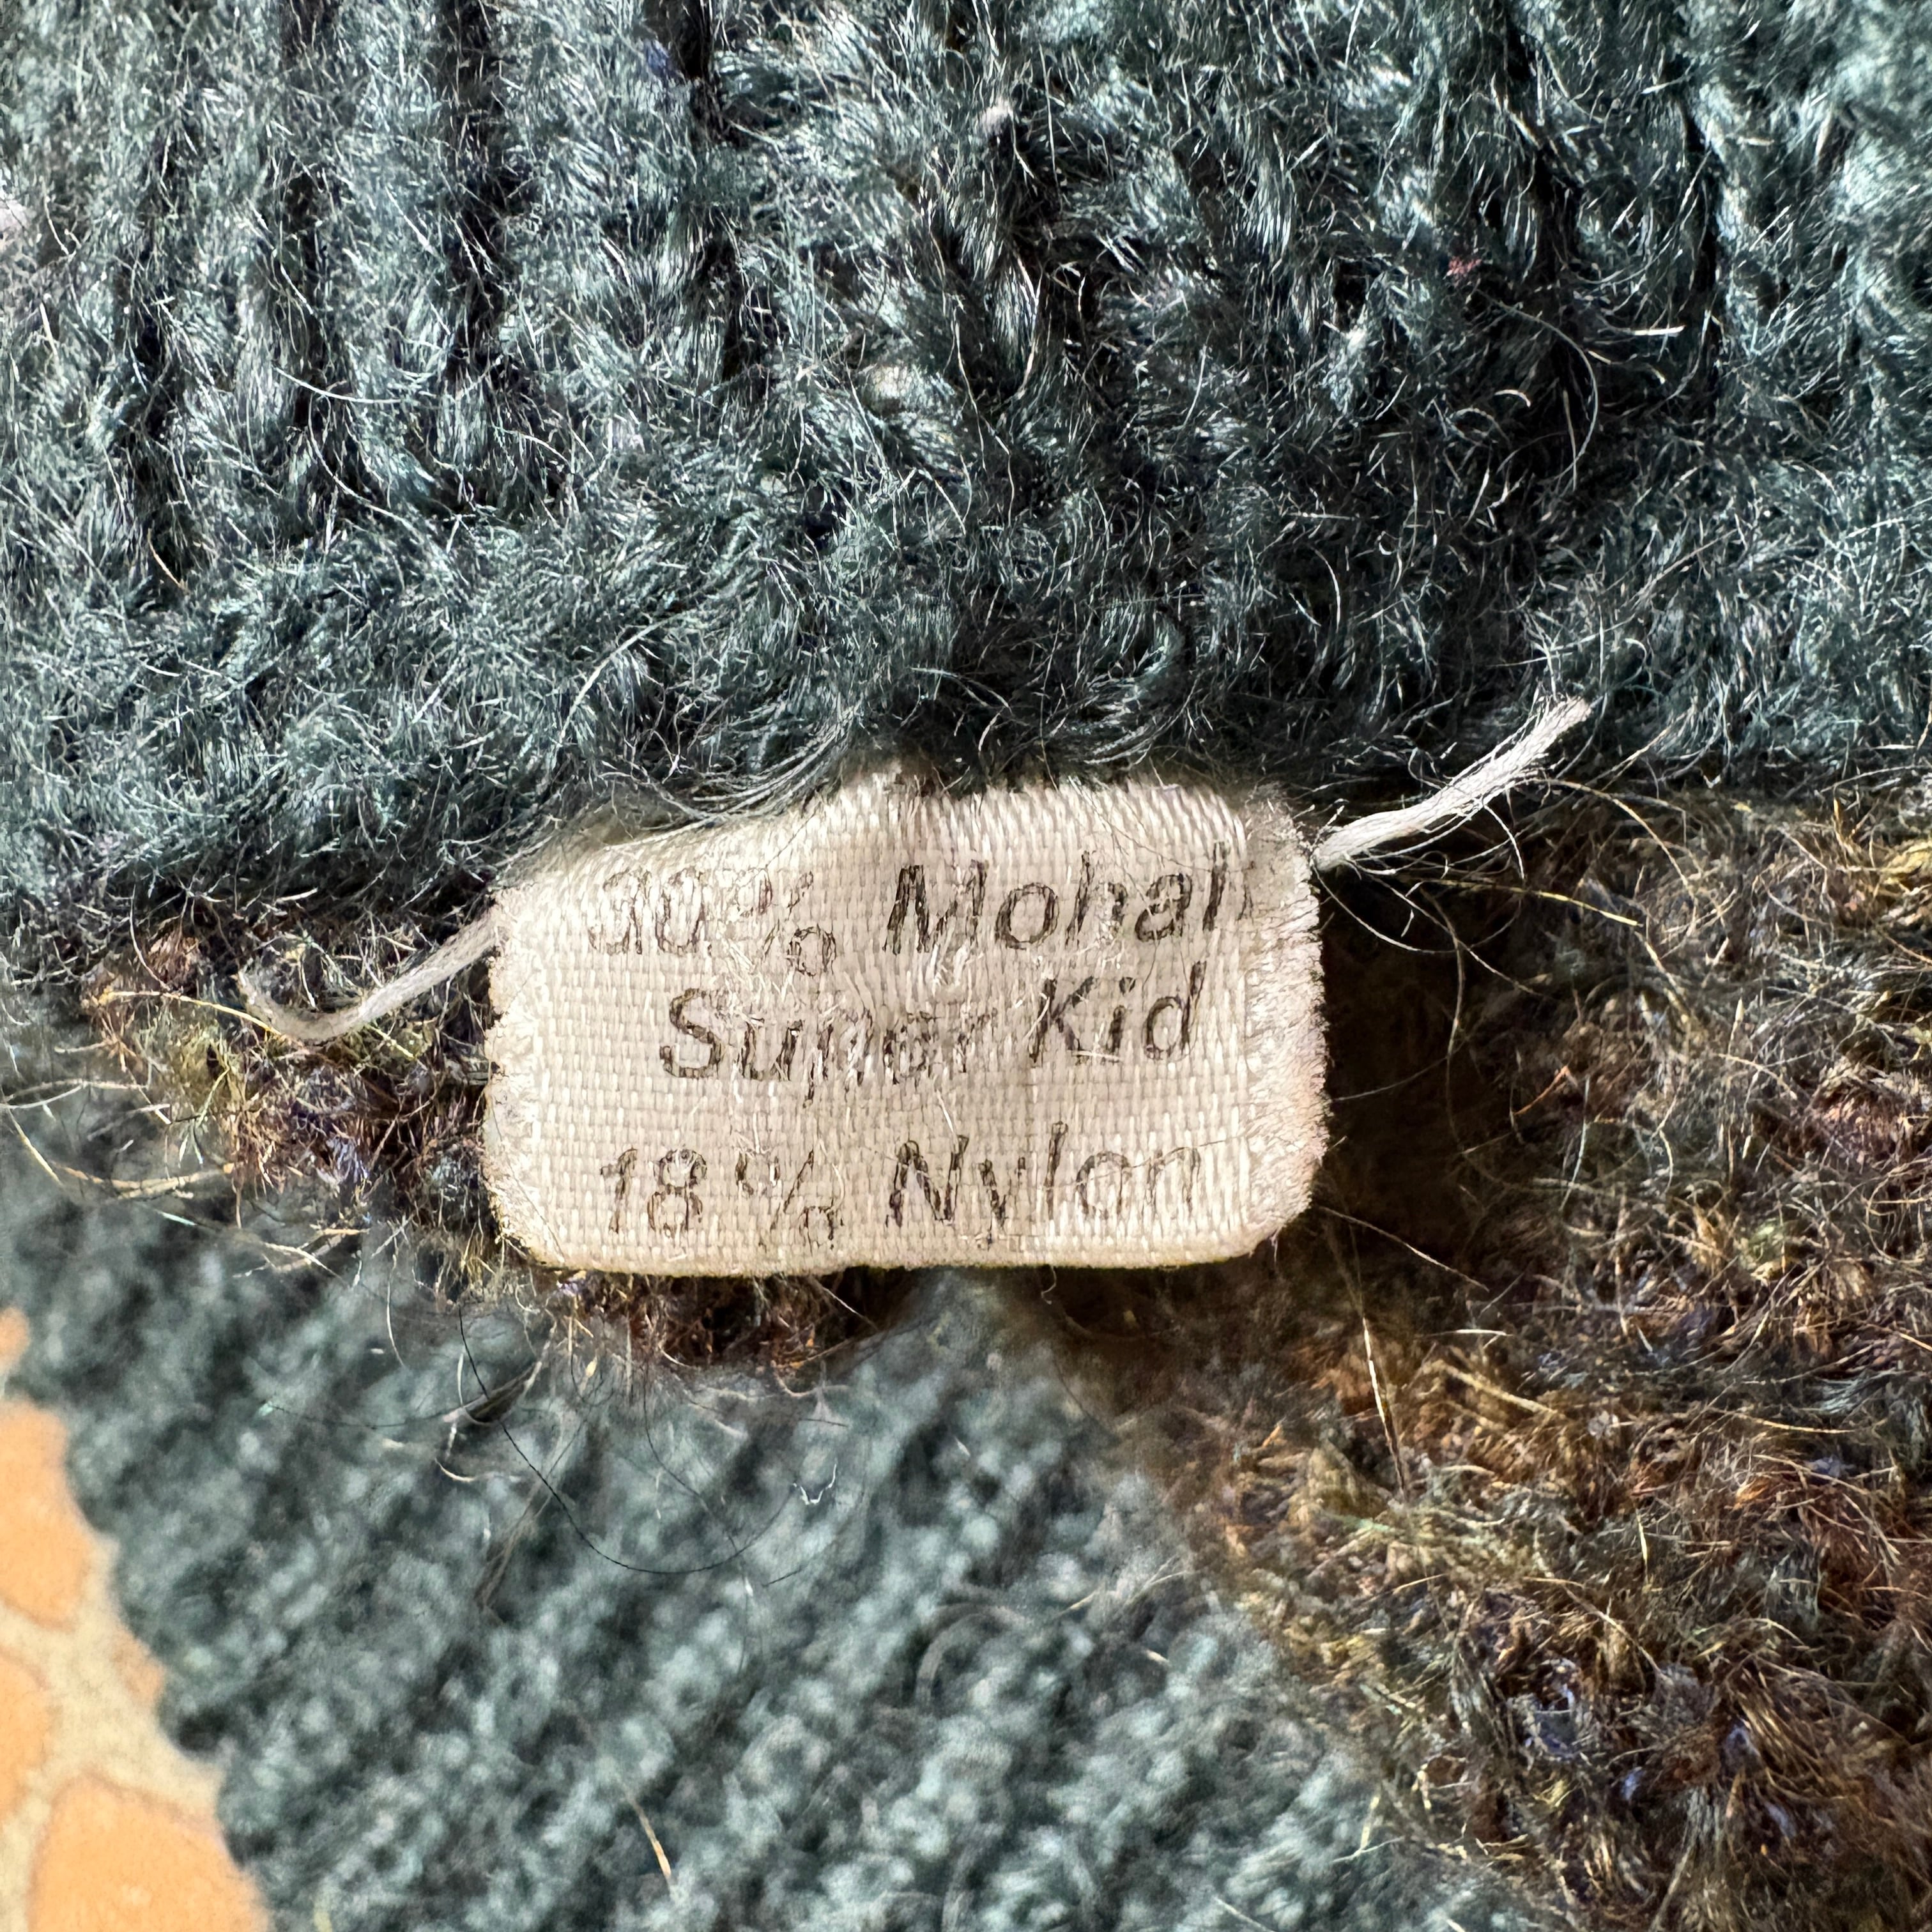 Mohair
Super Kid
18% Nylon